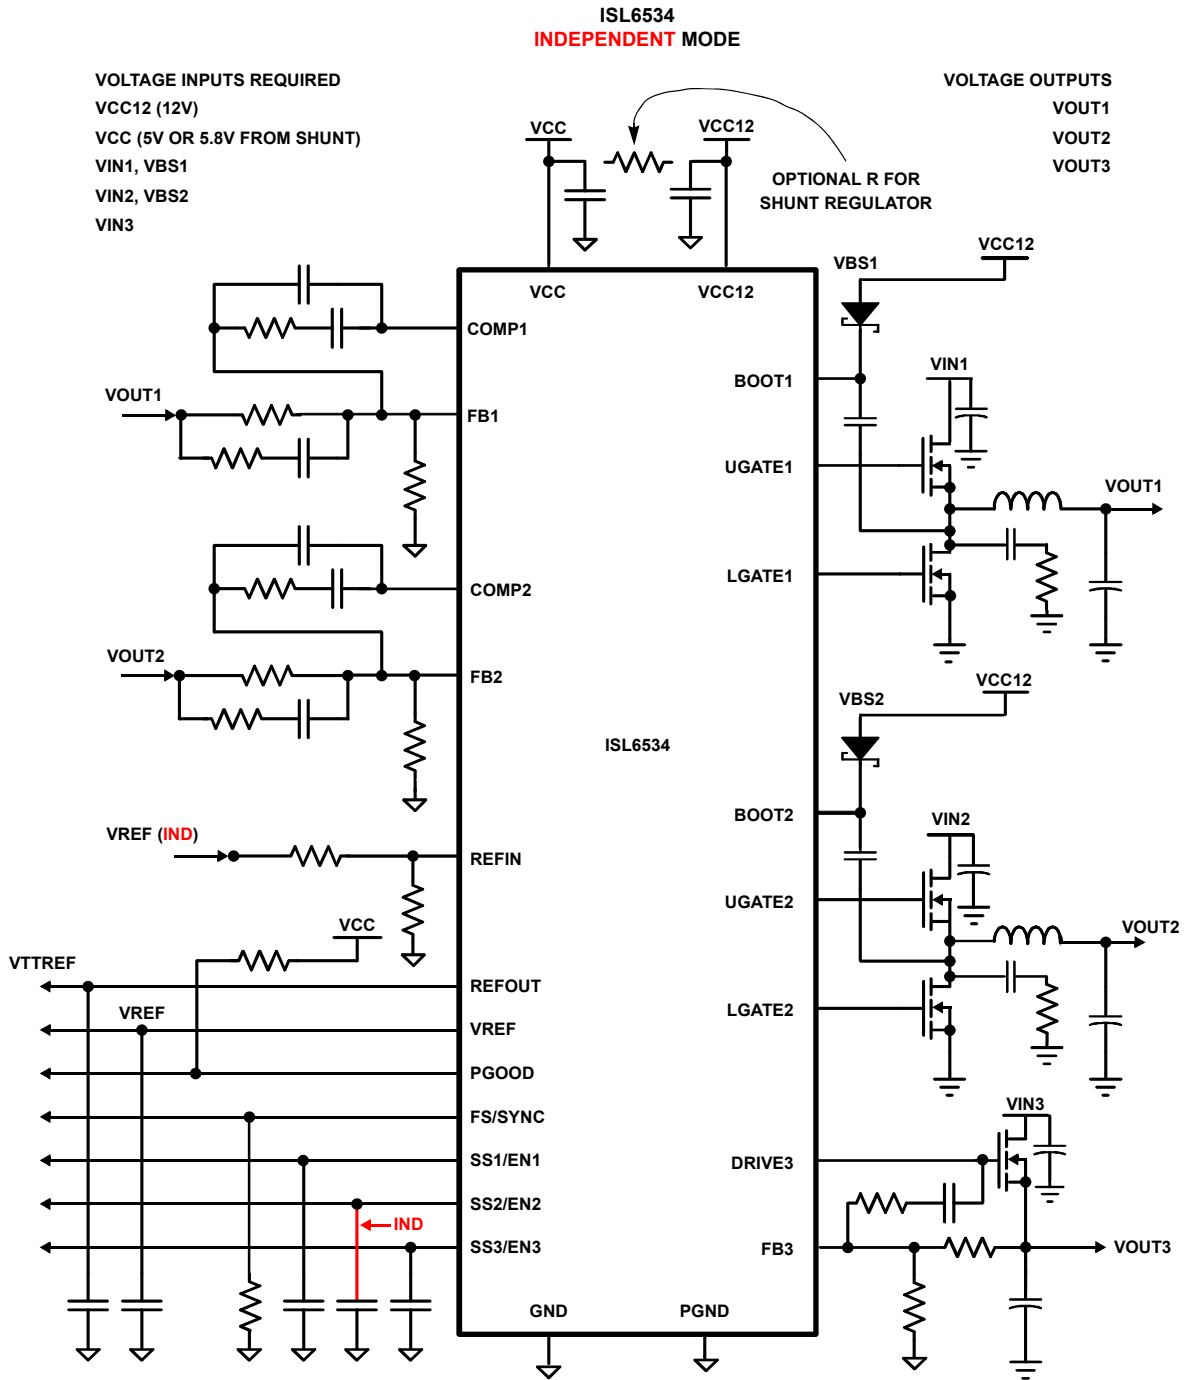 ISL6534
INDEPENDENT MODE
VOLTAGE INPUTS REQUIRED
VCC12 (12V)
VCC (5V OR 5.8V FROM SHUNT)
VIN1, VBS1
VIN2, VBS2
VIN3
VOLTAGE OUTPUTS
VOUT1
VOUT2
VOUT3
VCC
VCC12
OPTIONAL R FOR
SHUNT REGULATOR
VCC
VCC12
COMP1
VOUT1
FB1
COMP2
VOUT2
FB2
VREF (IND)
REFIN
VCC
VTTREF
REFOUT
VREF
VREF
PGOOD
FS/SYNC
SS1/EN1
SS2/EN2
IND
SS3/EN3
GND
PGND
ISL6534
VBS1
VCC12
BOOT1
VIN1
UGATE1
VOUT1
LGATE1
VBS2
VCC12
BOOT2
VIN2
UGATE2
VOUT2
LGATE2
VIN3
DRIVE3
FB3
VOUT3